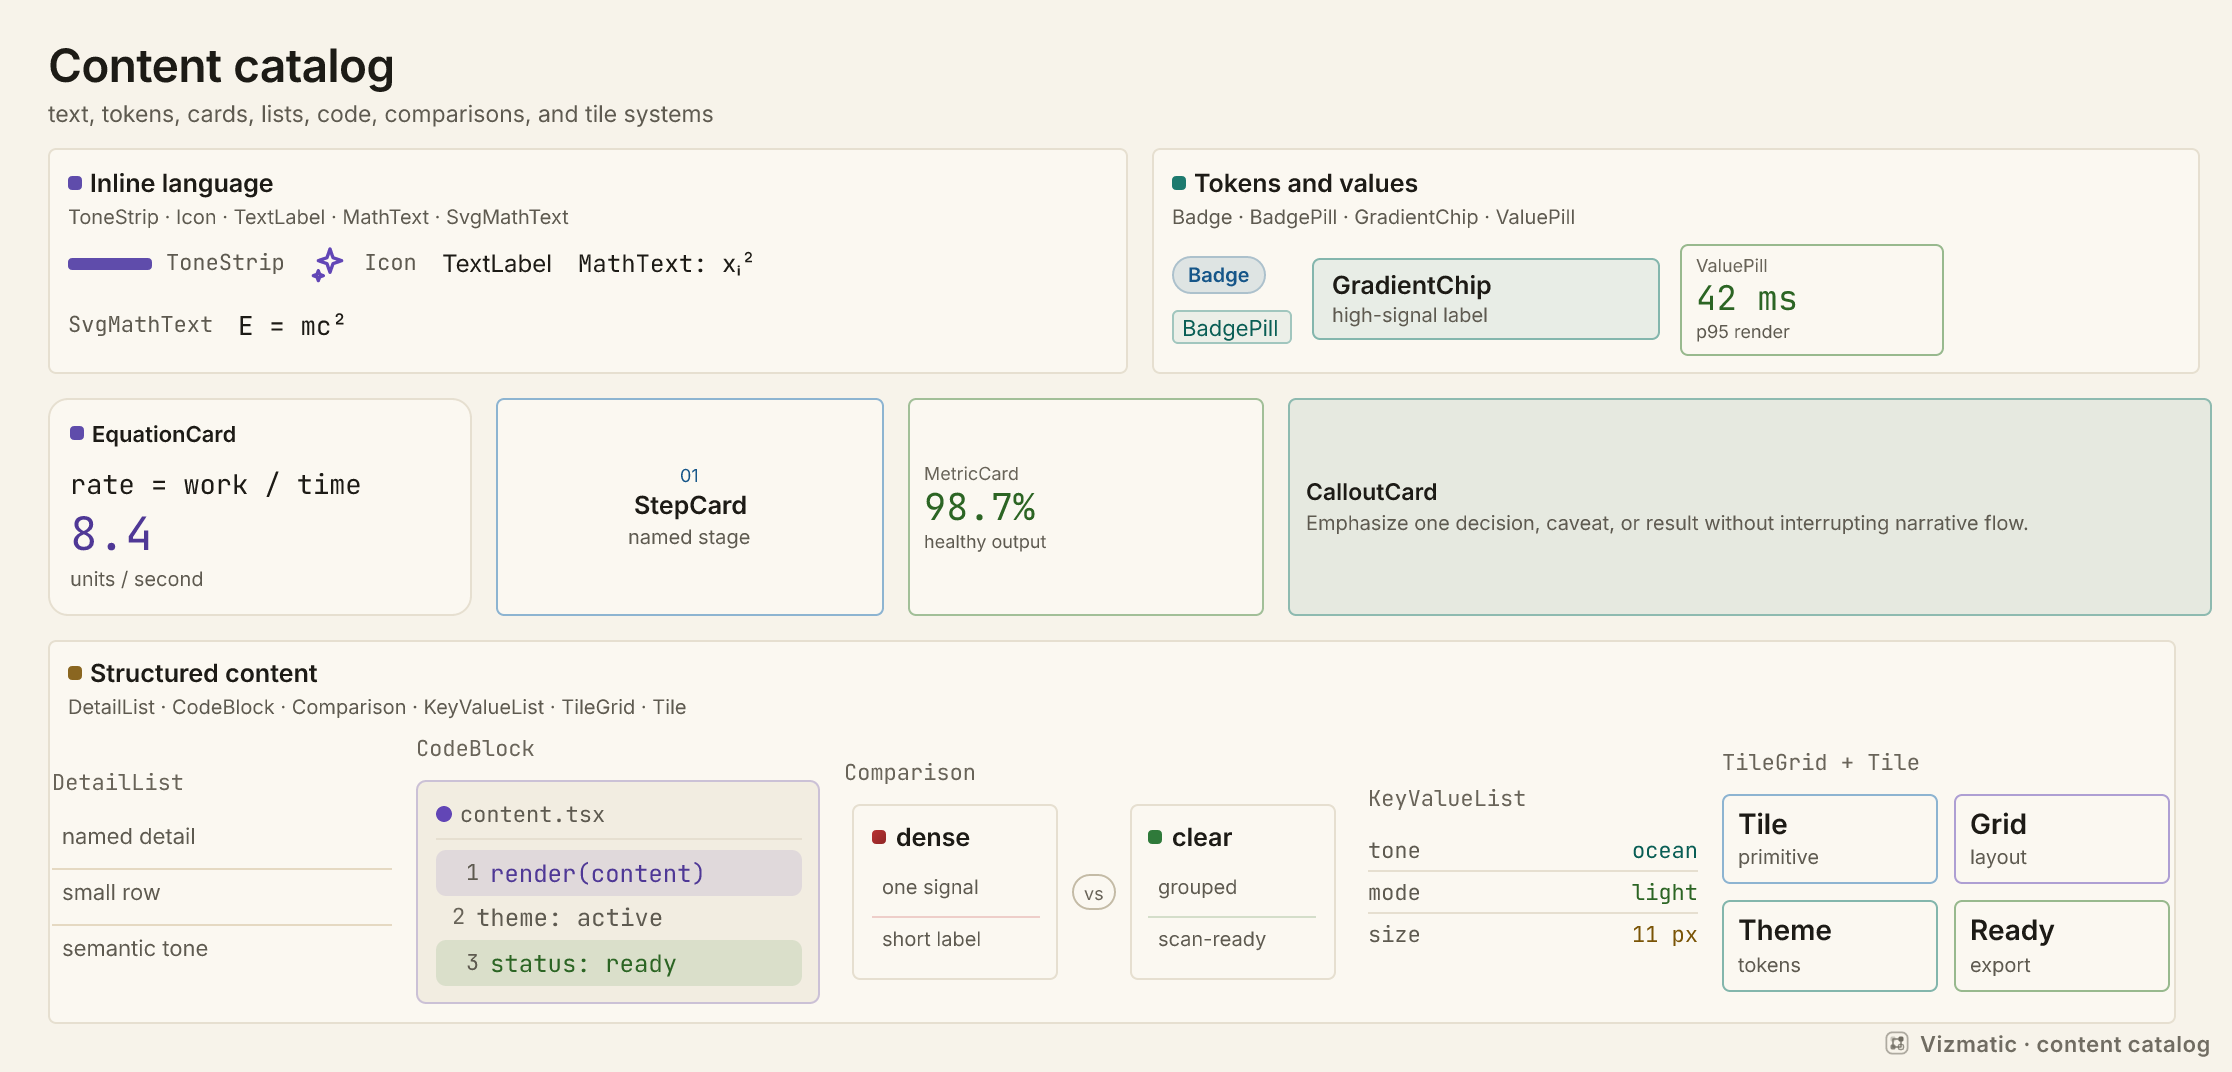 Content catalog
text, tokens, cards, lists, code, comparisons, and tile systems
Inline language
ToneStrip · Icon · TextLabel · MathText · SvgMathText
ToneStrip Icon TextLabel MathText: xᵢ²
SvgMathText E = mc²
Tokens and values
Badge · BadgePill · GradientChip · ValuePill
Badge
BadgePill
GradientChip
high-signal label
ValuePill
42 ms
p95 render
EquationCard
rate = work / time
8.4
units / second
01
StepCard
named stage
MetricCard
98.7%
healthy output
CalloutCard
Emphasize one decision, caveat, or result without interrupting narrative flow.
Structured content
DetailList · CodeBlock · Comparison · KeyValueList · TileGrid · Tile
DetailList
named detail
small row
semantic tone
CodeBlock
content.tsx
1 render(content)
2 theme: active
3 status: ready
Comparison
dense
one signal
short label
vs
clear
grouped
scan-ready
KeyValueList
tone ocean
mode light
size 11 px
TileGrid + Tile
Tile
primitive
Grid
layout
Theme
tokens
Ready
export
Vizmatic · content catalog